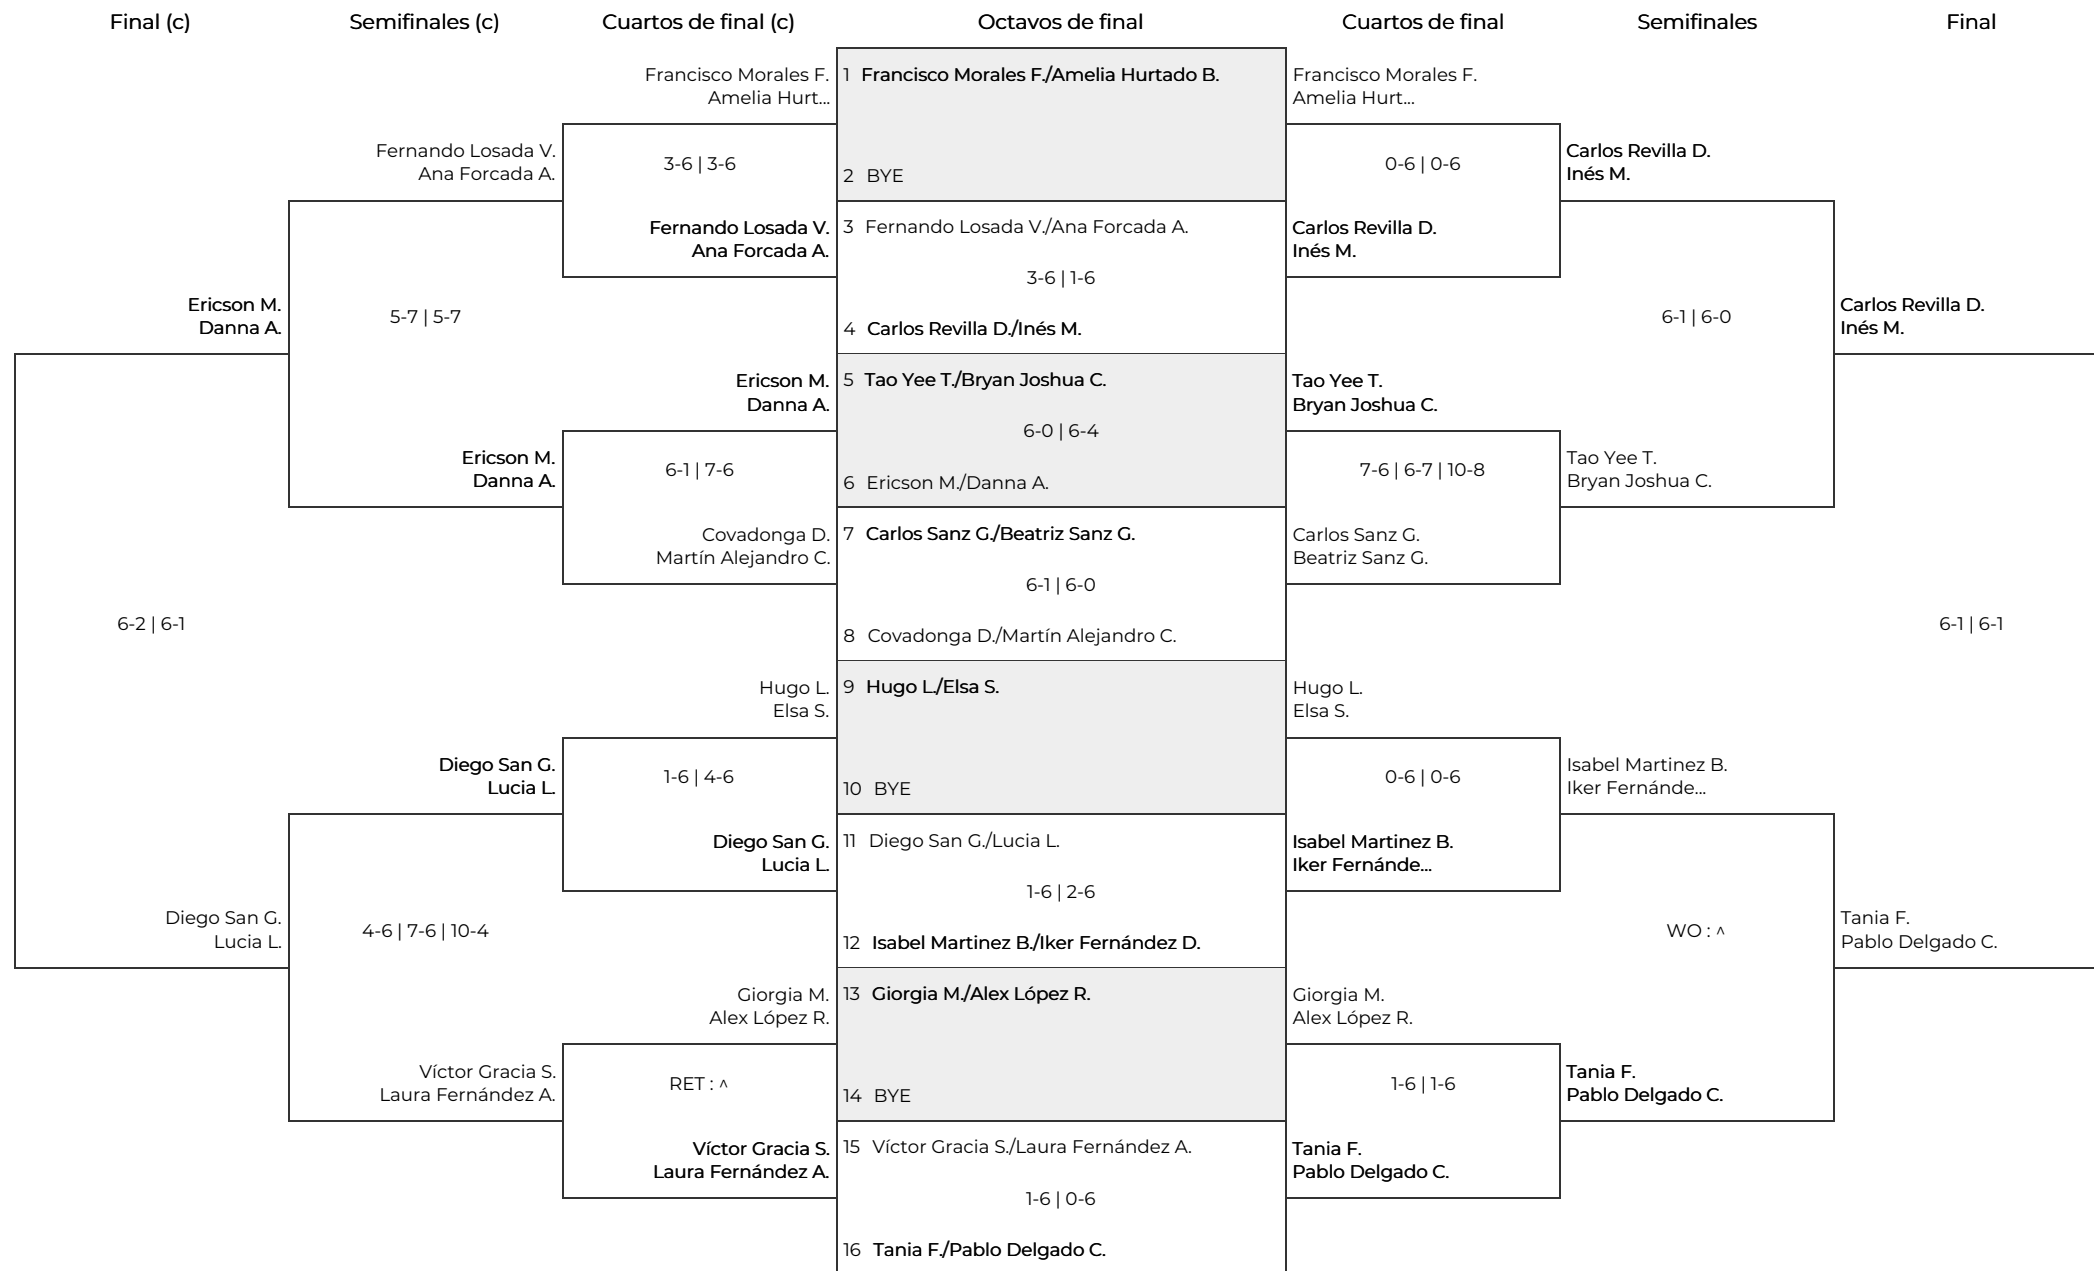 Final (c)
Semifinales (c)
Cuartos de final (c)
Octavos de final
Cuartos de final
Semifinales
Final
Ericson M.
Danna A.
6-2 | 6-1
Diego San G.
Lucia L.
Fernando Losada V.
Ana Forcada A.
5-7 | 5-7
Ericson M.
Danna A.
Diego San G.
Lucia L.
4-6 | 7-6 | 10-4
Víctor Gracia S.
Laura Fernández A.
Francisco Morales F.
Amelia Hurt...
3-6 | 3-6
Fernando Losada V.
Ana Forcada A.
Ericson M.
Danna A.
6-1 | 7-6
Covadonga D.
Martín Alejandro C.
Hugo L.
Elsa S.
1-6 | 4-6
Diego San G.
Lucia L.
Giorgia M.
Alex López R.
RET : ^
Víctor Gracia S.
Laura Fernández A.
1 Francisco Morales F./Amelia Hurtado B.
2 BYE
3 Fernando Losada V./Ana Forcada A.
3-6 | 1-6
4 Carlos Revilla D./Inés M.
5 Tao Yee T./Bryan Joshua C.
6-0 | 6-4
6 Ericson M./Danna A.
7 Carlos Sanz G./Beatriz Sanz G.
6-1 | 6-0
8 Covadonga D./Martín Alejandro C.
9 Hugo L./Elsa S.
10 BYE
11 Diego San G./Lucia L.
1-6 | 2-6
12 Isabel Martinez B./Iker Fernández D.
13 Giorgia M./Alex López R.
14 BYE
15 Víctor Gracia S./Laura Fernández A.
1-6 | 0-6
16 Tania F./Pablo Delgado C.
Francisco Morales F.
Amelia Hurt...
0-6 | 0-6
Carlos Revilla D.
Inés M.
Tao Yee T.
Bryan Joshua C.
7-6 | 6-7 | 10-8
Carlos Sanz G.
Beatriz Sanz G.
Hugo L.
Elsa S.
0-6 | 0-6
Isabel Martinez B.
Iker Fernánde...
Giorgia M.
Alex López R.
1-6 | 1-6
Tania F.
Pablo Delgado C.
Carlos Revilla D.
Inés M.
6-1 | 6-0
Tao Yee T.
Bryan Joshua C.
Isabel Martinez B.
Iker Fernánde...
WO : ^
Tania F.
Pablo Delgado C.
Carlos Revilla D.
Inés M.
6-1 | 6-1
Tania F.
Pablo Delgado C.